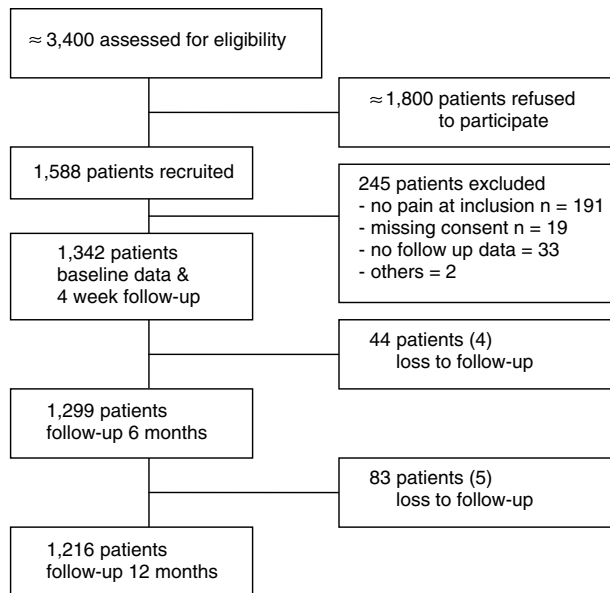 ≈ 3,400 assessed for eligibility
≈ 1,800 patients refused
to participate
1,588 patients recruited
245 patients excluded
- no pain at inclusion n = 191
- missing consent n = 19
- no follow up data = 33
- others = 2
1,342 patients
baseline data &
4 week follow-up
44 patients (4)
loss to follow-up
1,299 patients
follow-up 6 months
83 patients (5)
loss to follow-up
1,216 patients
follow-up 12 months